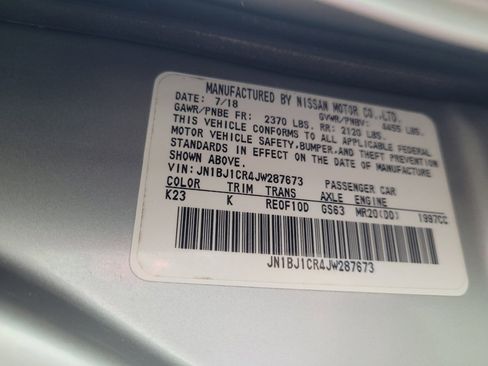 MANUFACTURED BY NISSAN MOTOR CO.,LTD.
DATE: 7/18 GVWR/PNBV: 4455 LBS.
GAWR/PNBE FR: 2370 LBS. RR: 2120 LBS.
THIS VEHICLE CONFORMS TO ALL APPLICABLE FEDERAL
MOTOR VEHICLE SAFETY,BUMPER,AND THEFT PREVENTION
STANDARDS IN EFFECT ON THE DATE OF MANUFACTURE
SHOWN ABOVE.
VIN: JN1BJ1CR4JW287673 PASSENGER CAR
COLOR TRIM TRANS AXLE ENGINE
K23 K RE0F10D GS63 MR20(DD) 1997CC
JN1BJ1CR4JW287673